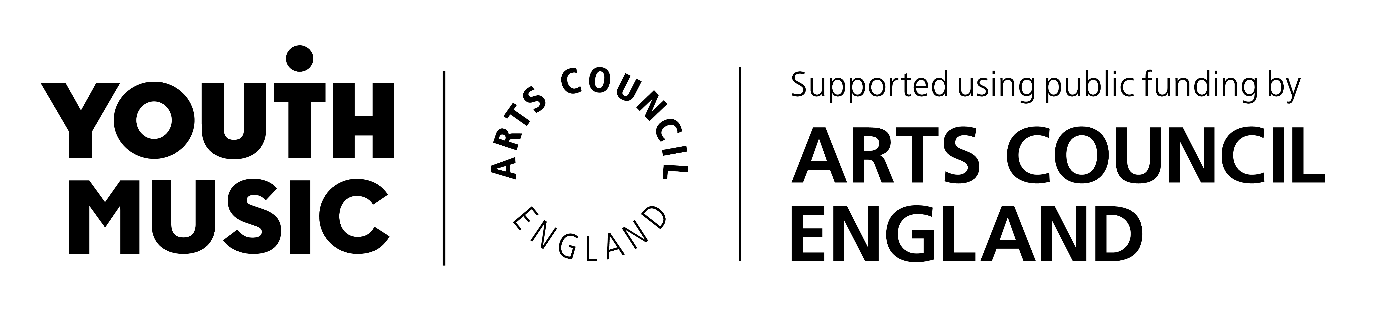 YOUTH
MUSIC
ARTS COUNCIL
ENGLAND
Supported using public funding by
ARTS COUNCIL
ENGLAND